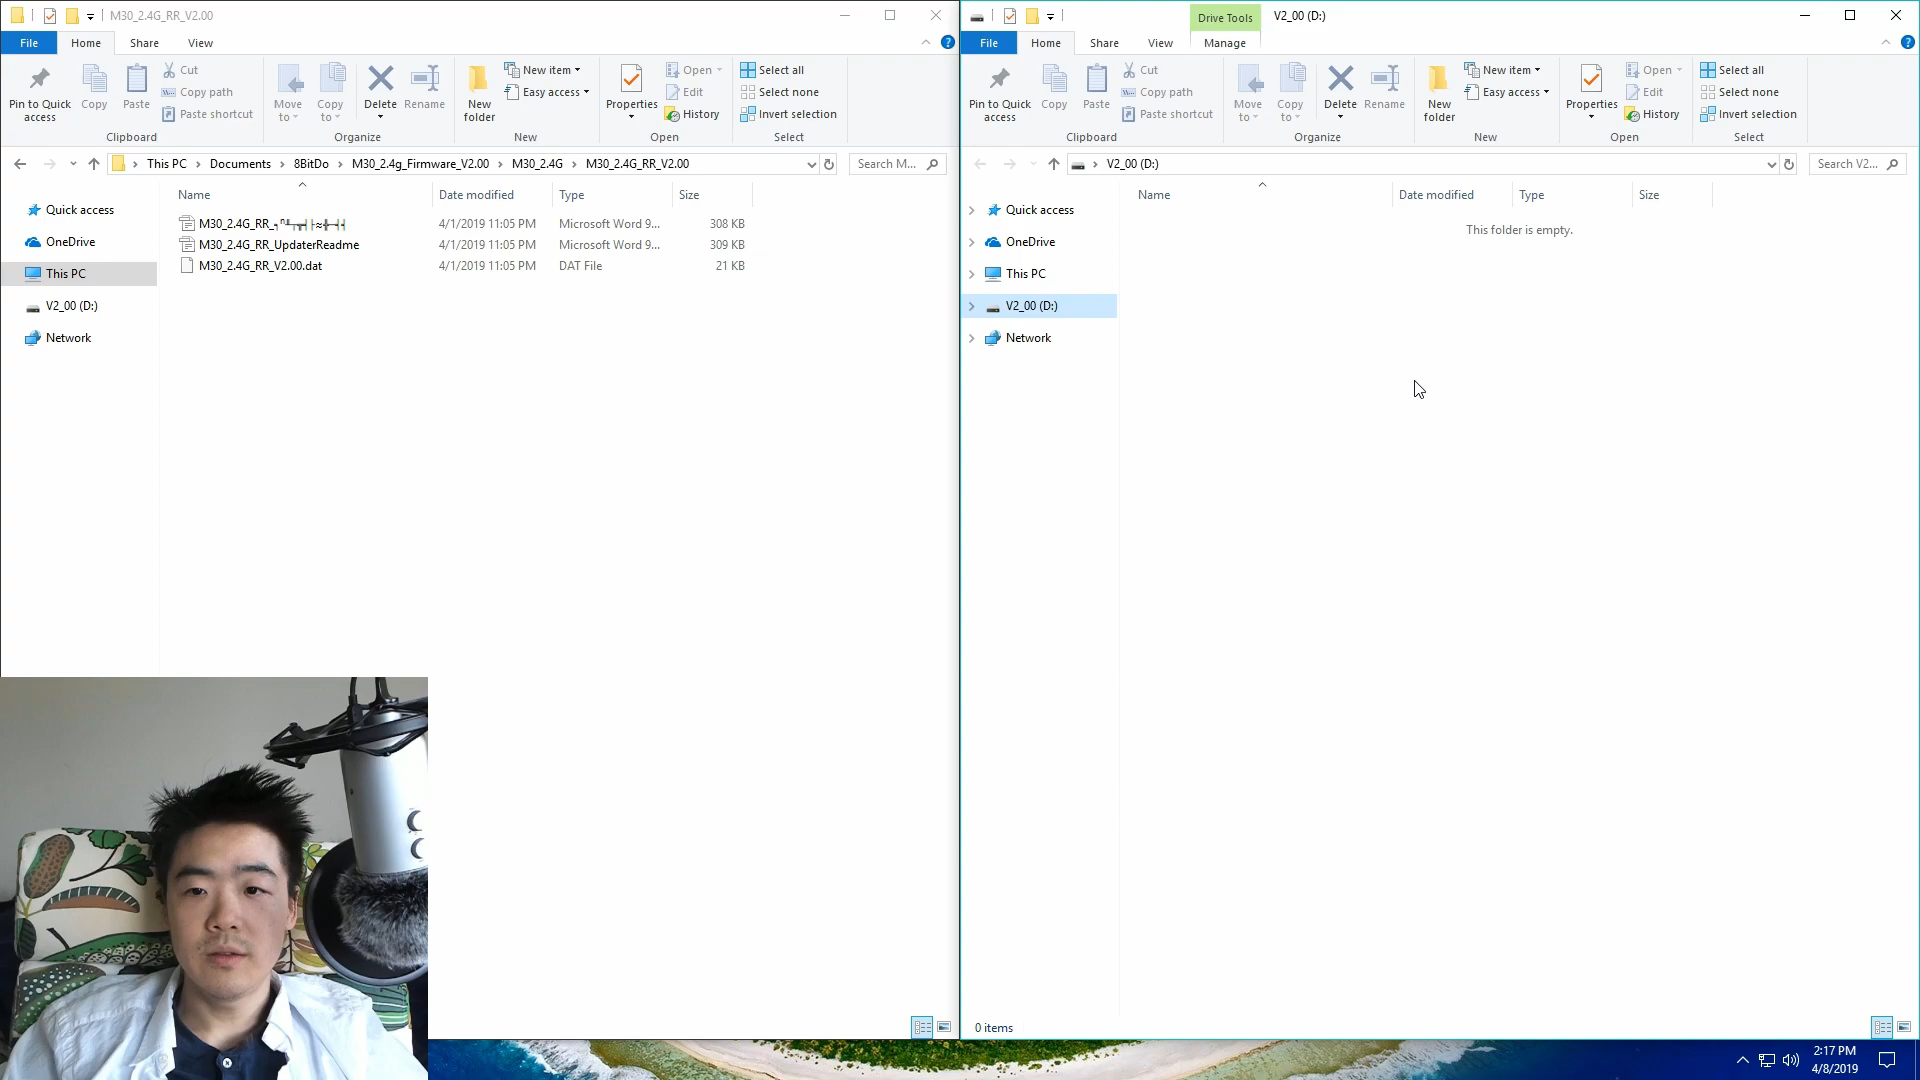 M30_2.4G_RR_V2.00
File Home Share View
Pin to Quick access
Copy
Paste
Cut
Copy path
Paste shortcut
Clipboard
Move to
Copy to
Delete
Rename
Organize
New folder
New item
Easy access
New
Properties
Open
Edit
History
Open
Select all
Select none
Invert selection
Select
This PC > Documents > 8BitDo > M30_2.4g_Firmware_V2.00 > M30_2.4G > M30_2.4G_RR_V2.00
Search M...
Quick access
OneDrive
This PC
V2_00 (D:)
Network
Name Date modified Type Size
M30_2.4G_RR_ 4/1/2019 11:05 PM Microsoft Word 9... 308 KB
M30_2.4G_RR_UpdaterReadme 4/1/2019 11:05 PM Microsoft Word 9... 309 KB
M30_2.4G_RR_V2.00.dat 4/1/2019 11:05 PM DAT File 21 KB
Drive Tools V2_00 (D:)
File Home Share View Manage
Pin to Quick access
Copy
Paste
Cut
Copy path
Paste shortcut
Clipboard
Move to
Copy to
Delete
Rename
Organize
New folder
New item
Easy access
New
Properties
Open
Edit
History
Open
Select all
Select none
Invert selection
Select
V2_00 (D:)
Search V2...
Quick access
OneDrive
This PC
V2_00 (D:)
Network
Name Date modified Type Size
This folder is empty.
0 items
2:17 PM
4/8/2019